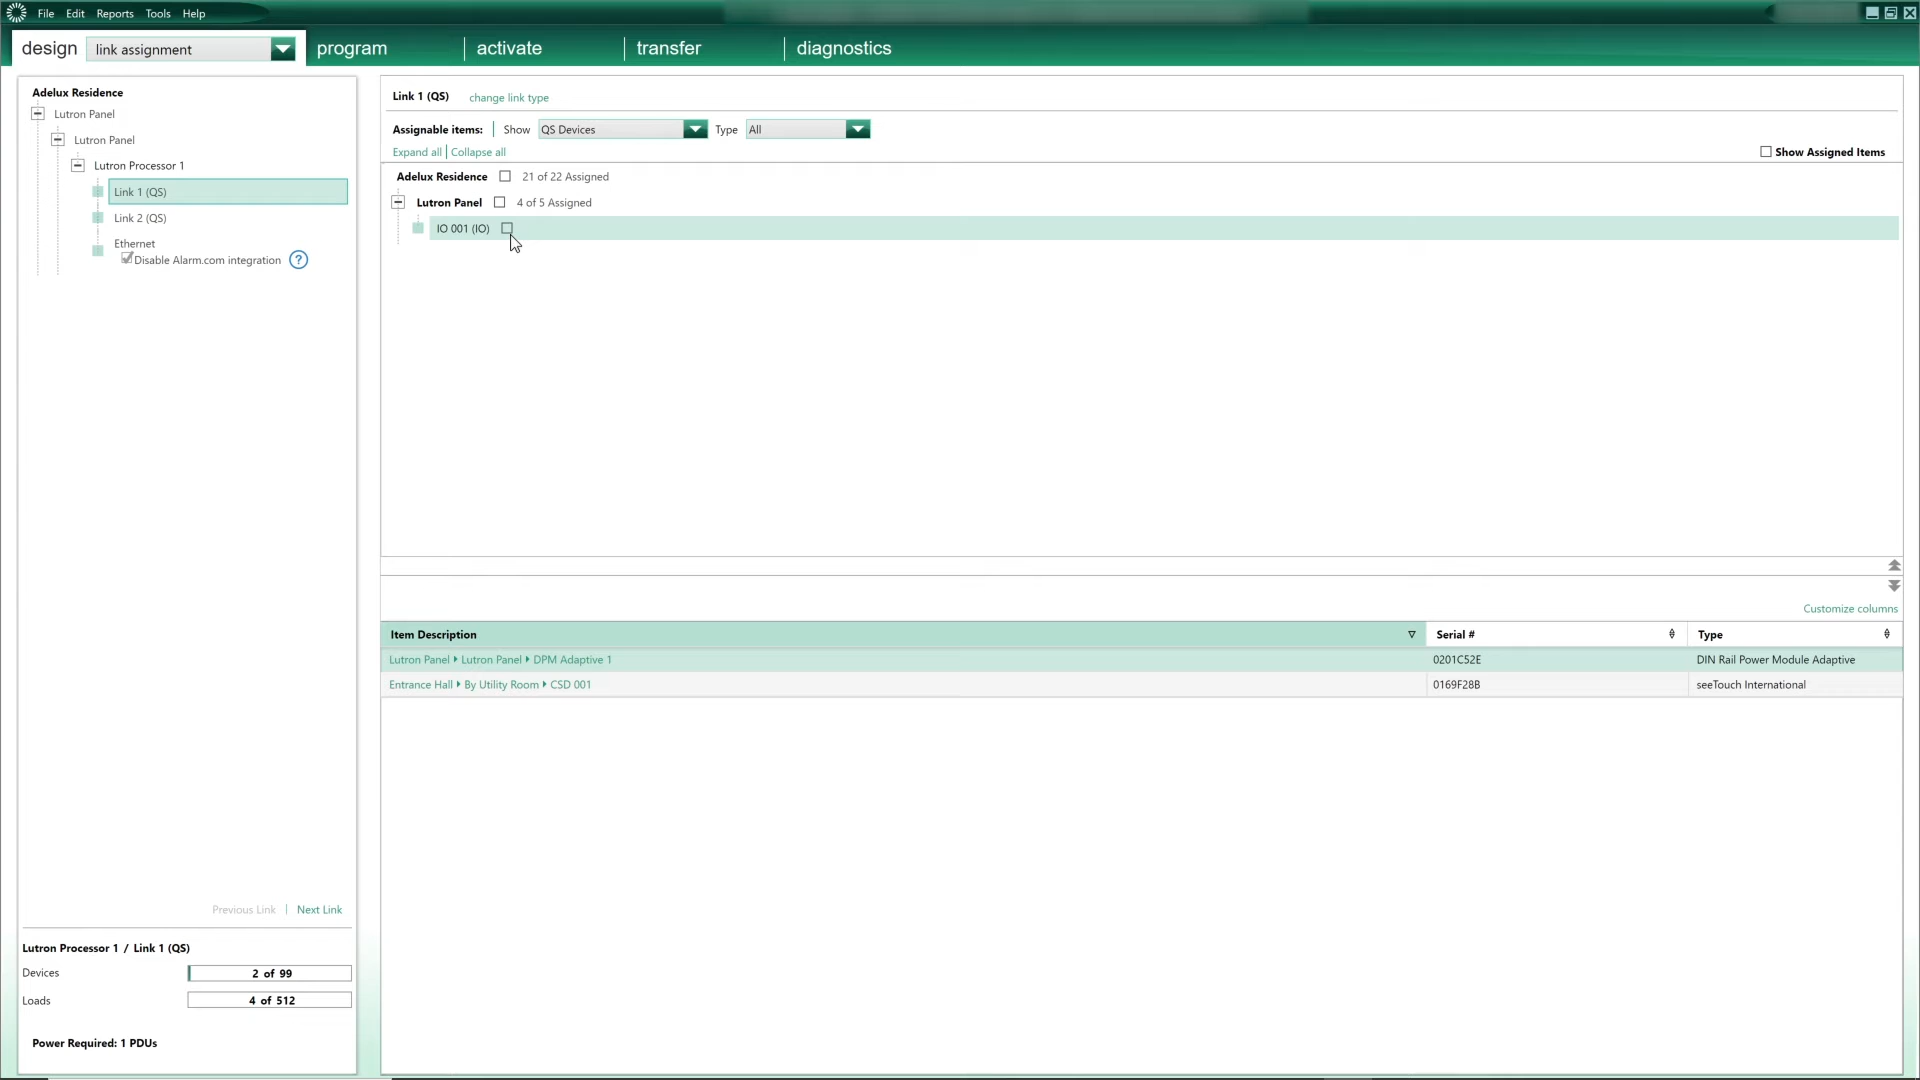 File Edit Reports Tools Help
design link assignment program activate transfer diagnostics
Adelux Residence
Lutron Panel
Lutron Panel
Lutron Processor 1
Link 1 (QS)
Link 2 (QS)
Ethernet
Disable Alarm.com integration ?
Previous Link | Next Link
Lutron Processor 1 / Link 1 (QS)
Devices 2 of 99
Loads 4 of 512
Power Required: 1 PDUs
Link 1 (QS) change link type
Assignable items: Show QS Devices Type All
Expand all | Collapse all
Show Assigned Items
Adelux Residence 21 of 22 Assigned
Lutron Panel 4 of 5 Assigned
IO 001 (IO)
Customize columns
Item Description Serial # Type
Lutron Panel Lutron Panel DPM Adaptive 1 0201C52E DIN Rail Power Module Adaptive
Entrance Hall By Utility Room CSD 001 0169F28B seeTouch International